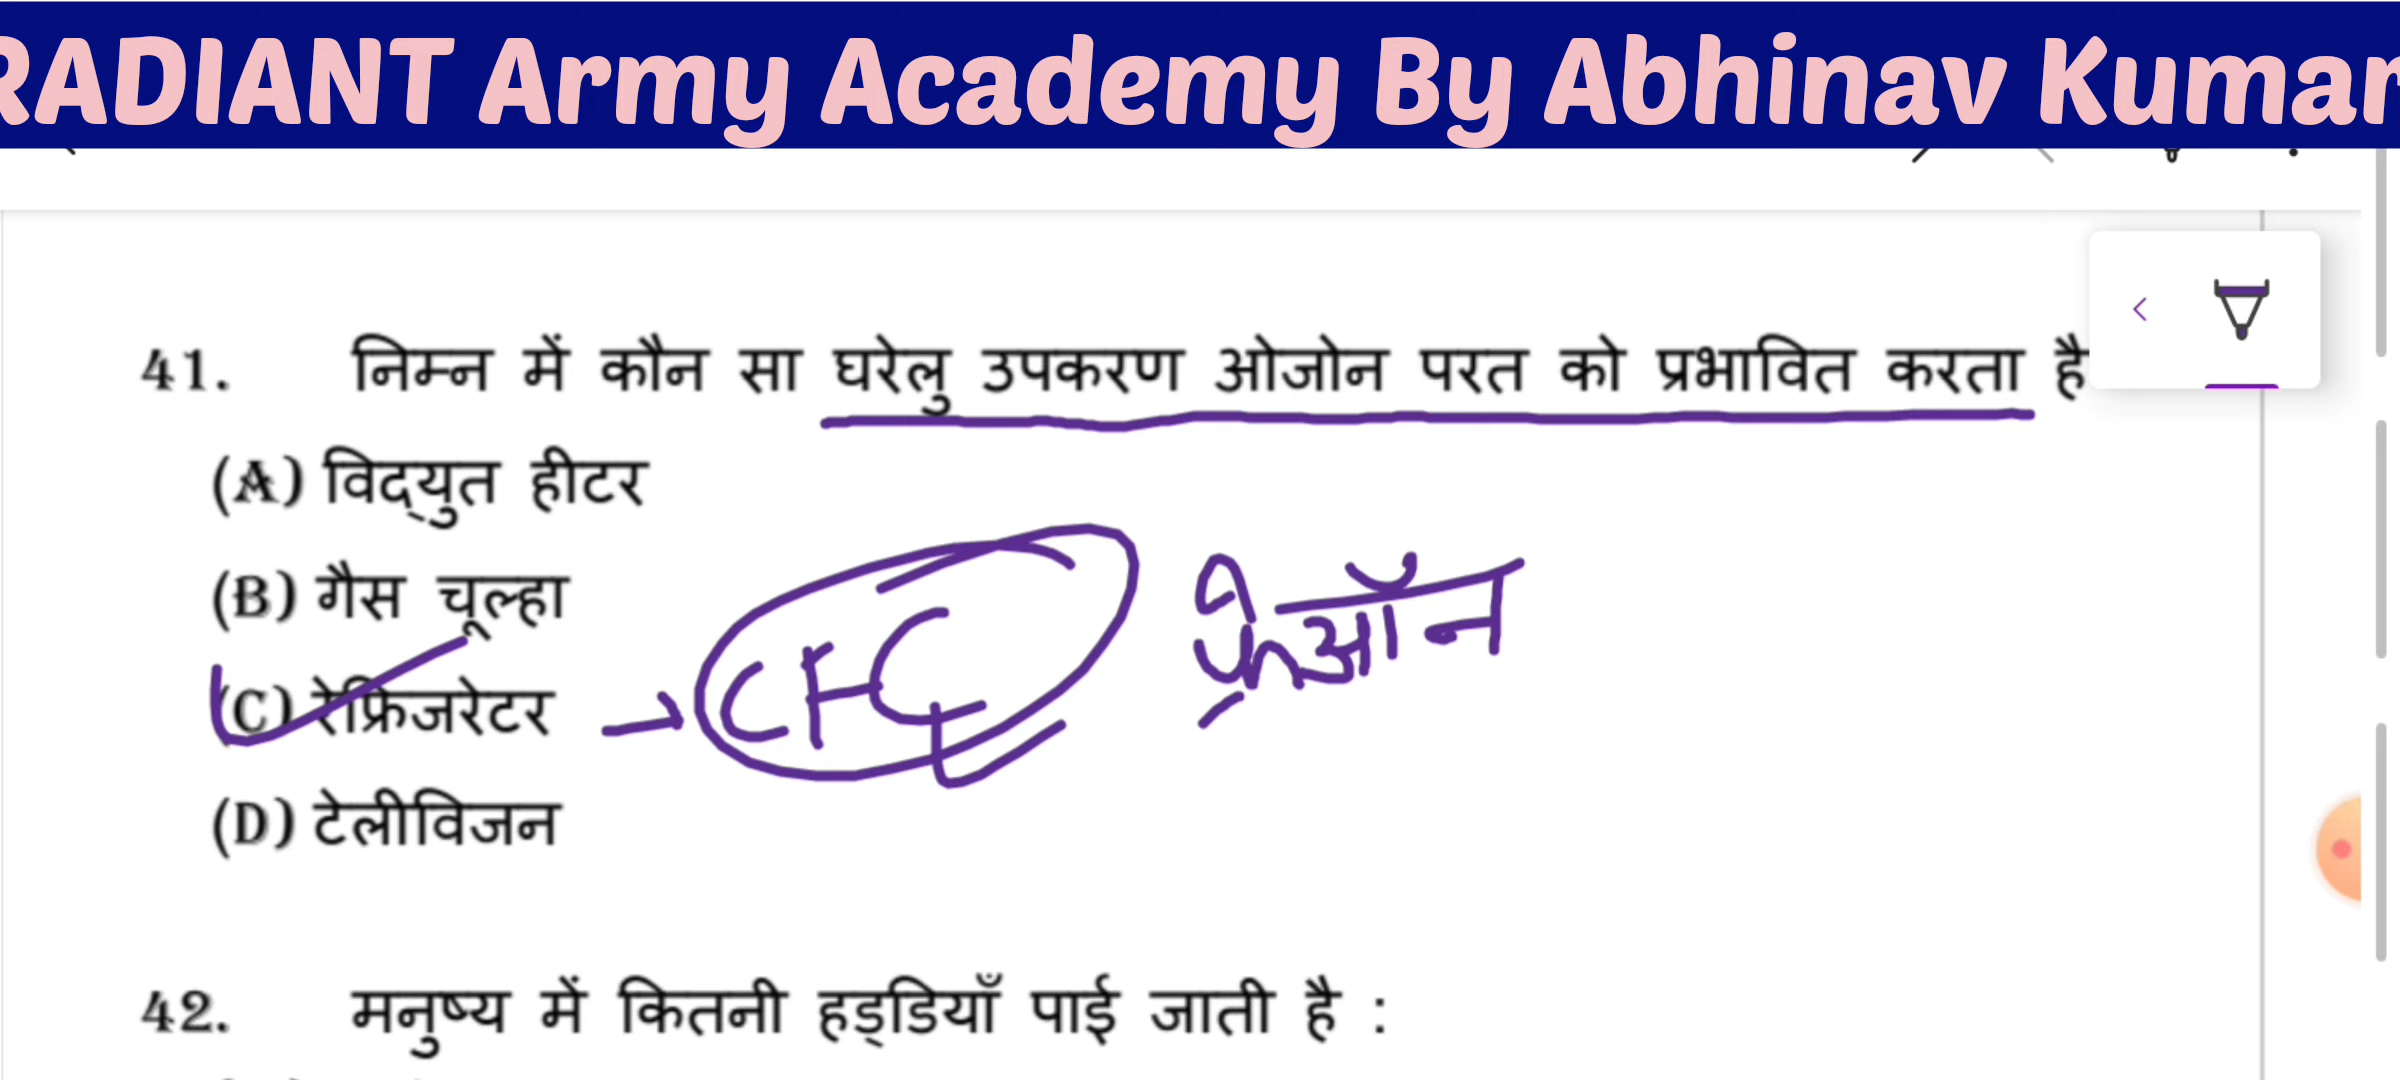 RADIANT Army Academy By Abhinav Kumar
41. निम्न में कौन सा घरेलु उपकरण ओजोन परत को प्रभावित करता है
(A) विद्युत हीटर
(B) गैस चूल्हा
(C) रेफ्रिजरेटर → CFC फ्रेऑन
(D) टेलीविजन
42. मनुष्य में कितनी हड्डियाँ पाई जाती है :